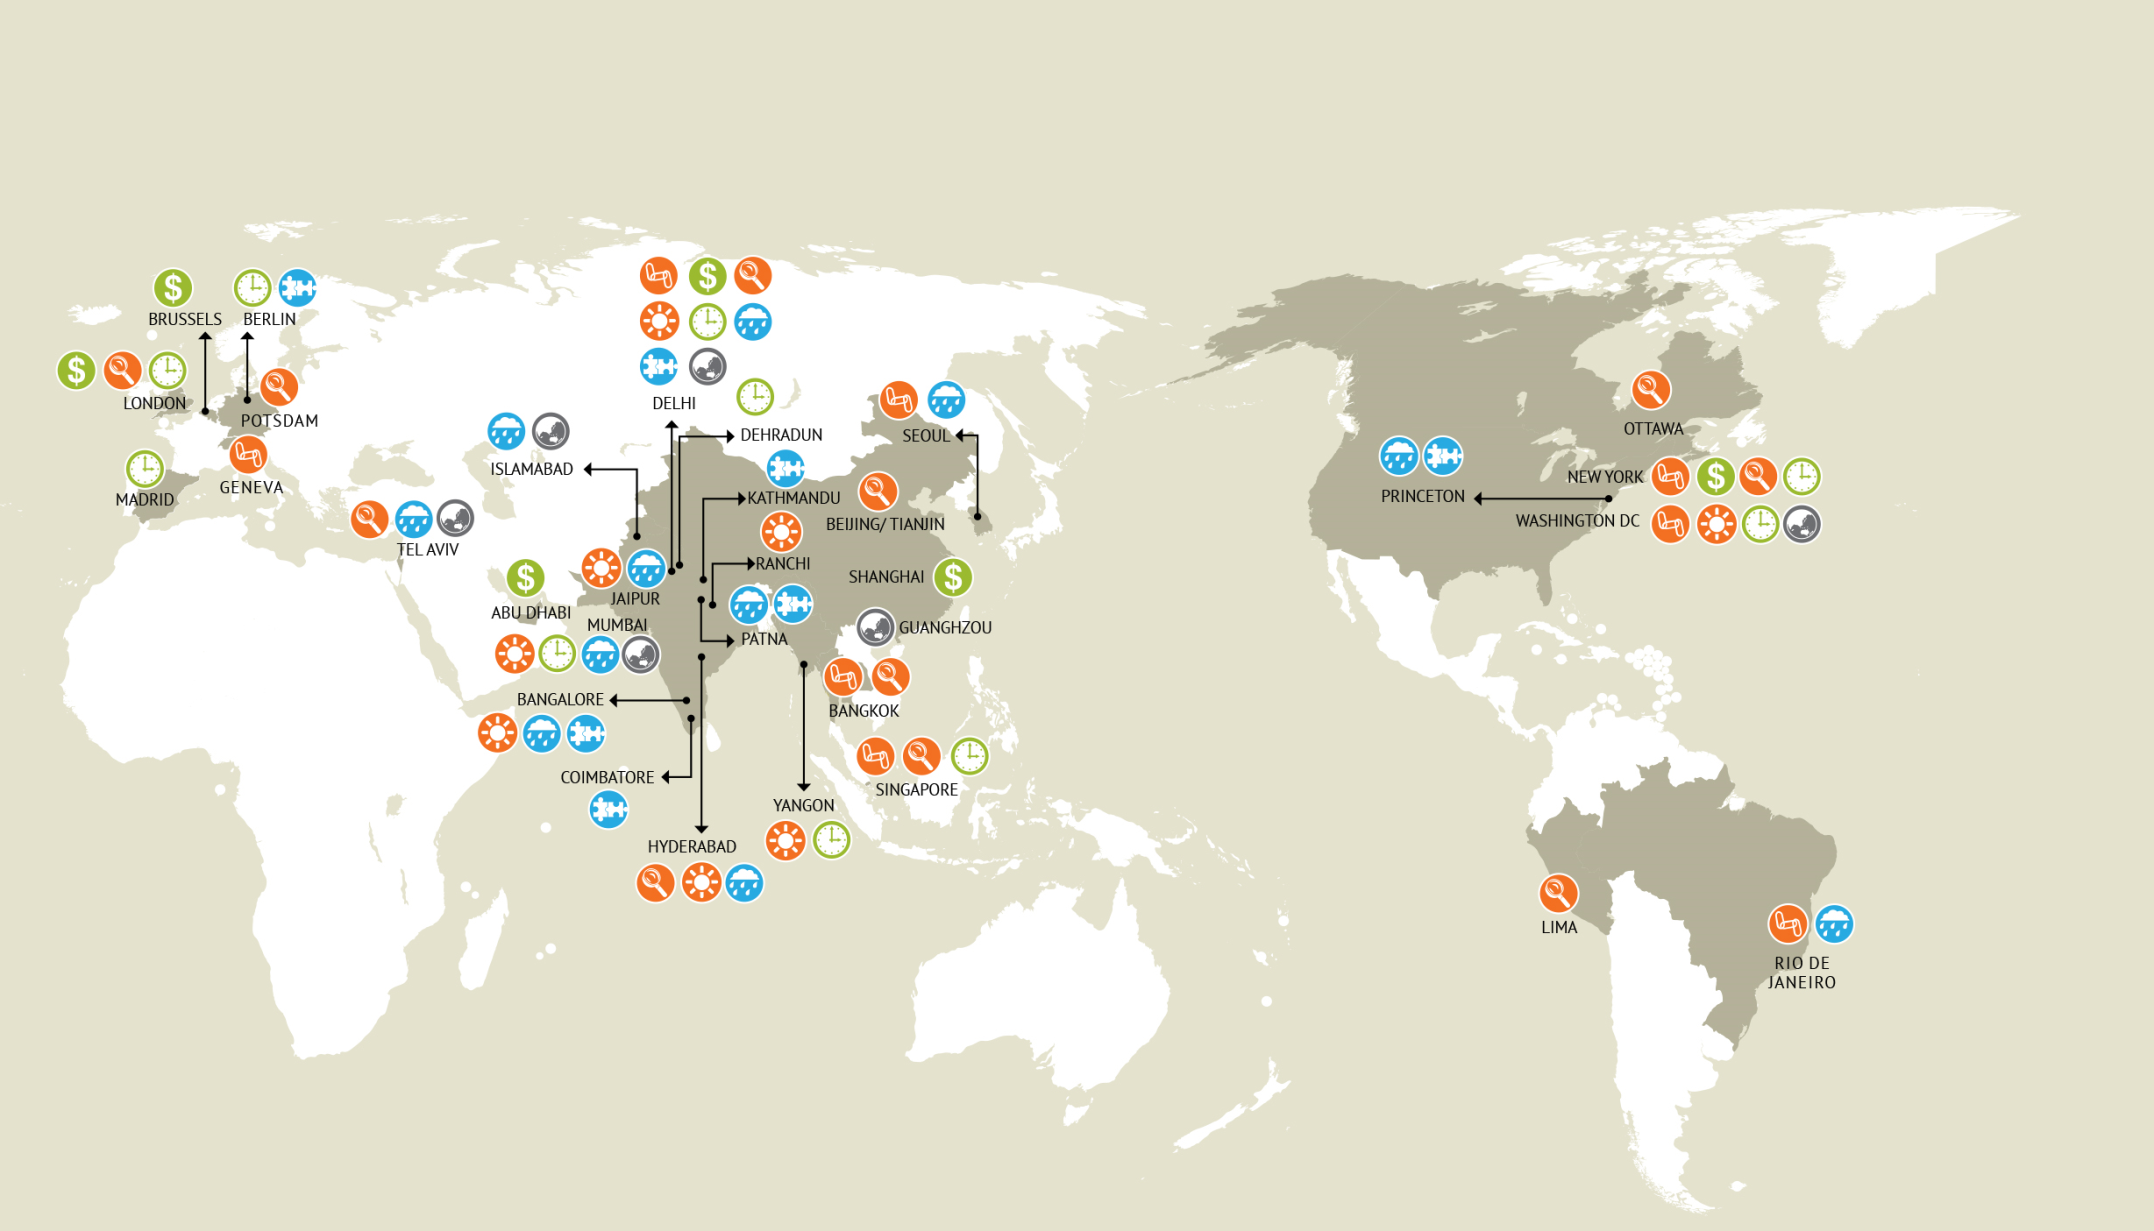 BRUSSELS
BERLIN
LONDON
POTSDAM
MADRID
GENEVA
TEL AVIV
ISLAMABAD
DELHI
DEHRADUN
SEOUL
KATHMANDU
BEIJING/ TIANJIN
RANCHI
SHANGHAI
JAIPUR
ABU DHABI
MUMBAI
PATNA
GUANGHZOU
BANGALORE
BANGKOK
COIMBATORE
SINGAPORE
YANGON
HYDERABAD
OTTAWA
NEW YORK
PRINCETON
WASHINGTON DC
LIMA
RIO DE
JANEIRO